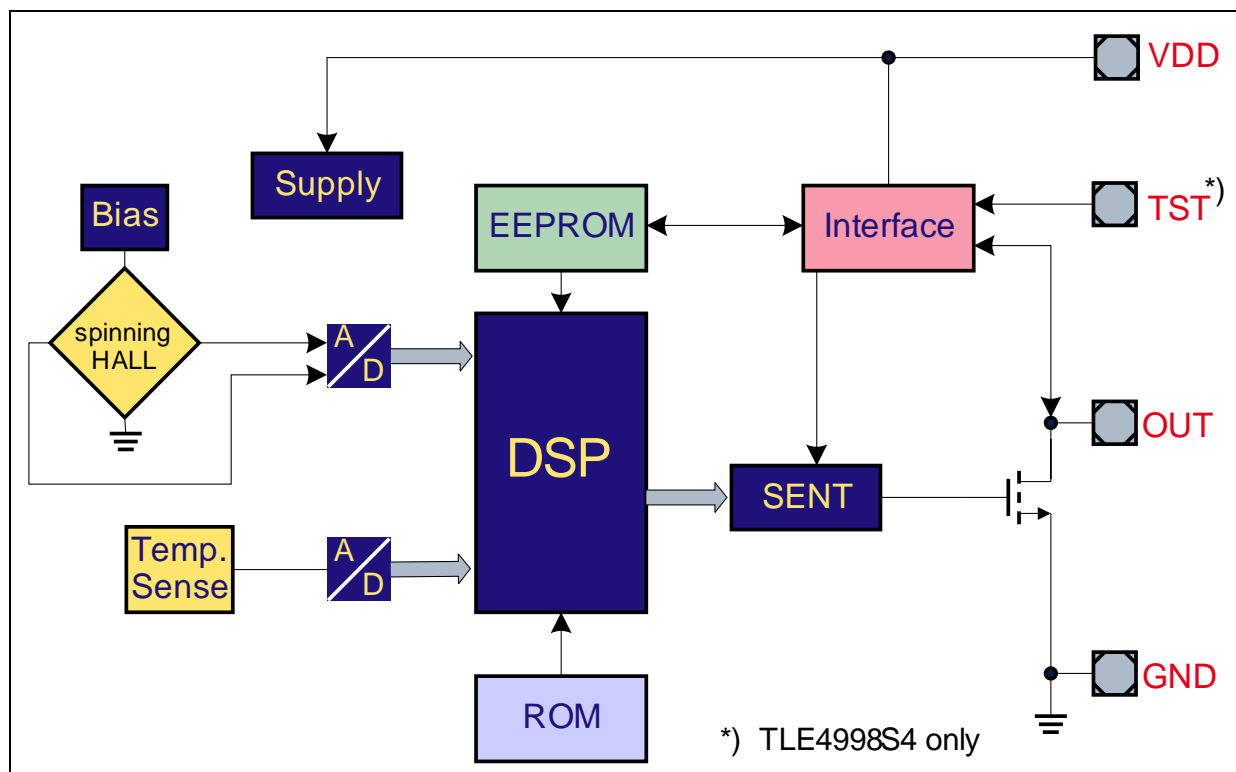 VDD
Supply
Bias
EEPROM
Interface
TST*)
spinning
HALL
A
D
DSP
OUT
SENT
Temp.
Sense
A
D
GND
ROM
*) TLE4998S4 only